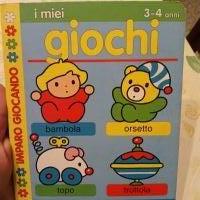 i miei
3-4 anni
giochi
IMPARO GIOCANDO
bambola
orsetto
topo
trottola